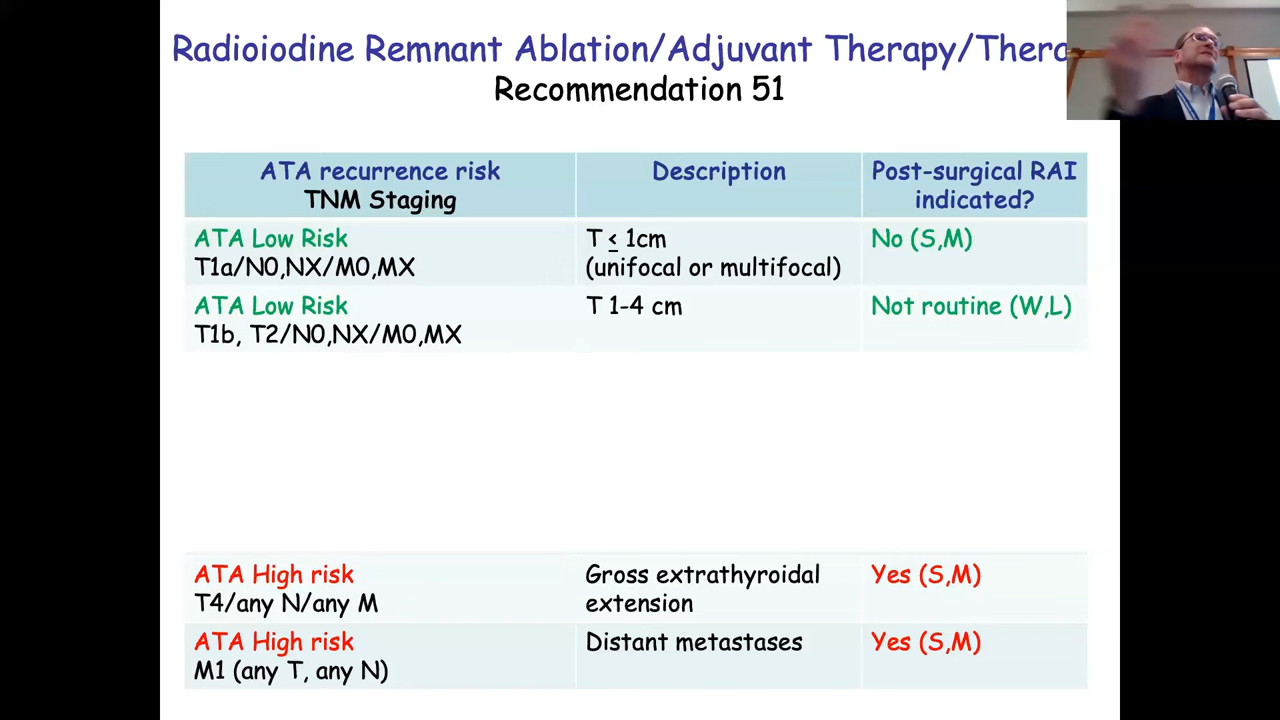 Radioiodine Remnant Ablation/Adjuvant Therapy/Thera
Recommendation 51
ATA recurrence risk
TNM Staging
Description
Post-surgical RAI
indicated?
ATA Low Risk
T1a/N0,NX/M0,MX
T ≤ 1cm
(unifocal or multifocal)
No (S,M)
ATA Low Risk
T1b, T2/N0,NX/M0,MX
T 1-4 cm
Not routine (W,L)
ATA High risk
T4/any N/any M
Gross extrathyroidal
extension
Yes (S,M)
ATA High risk
M1 (any T, any N)
Distant metastases
Yes (S,M)